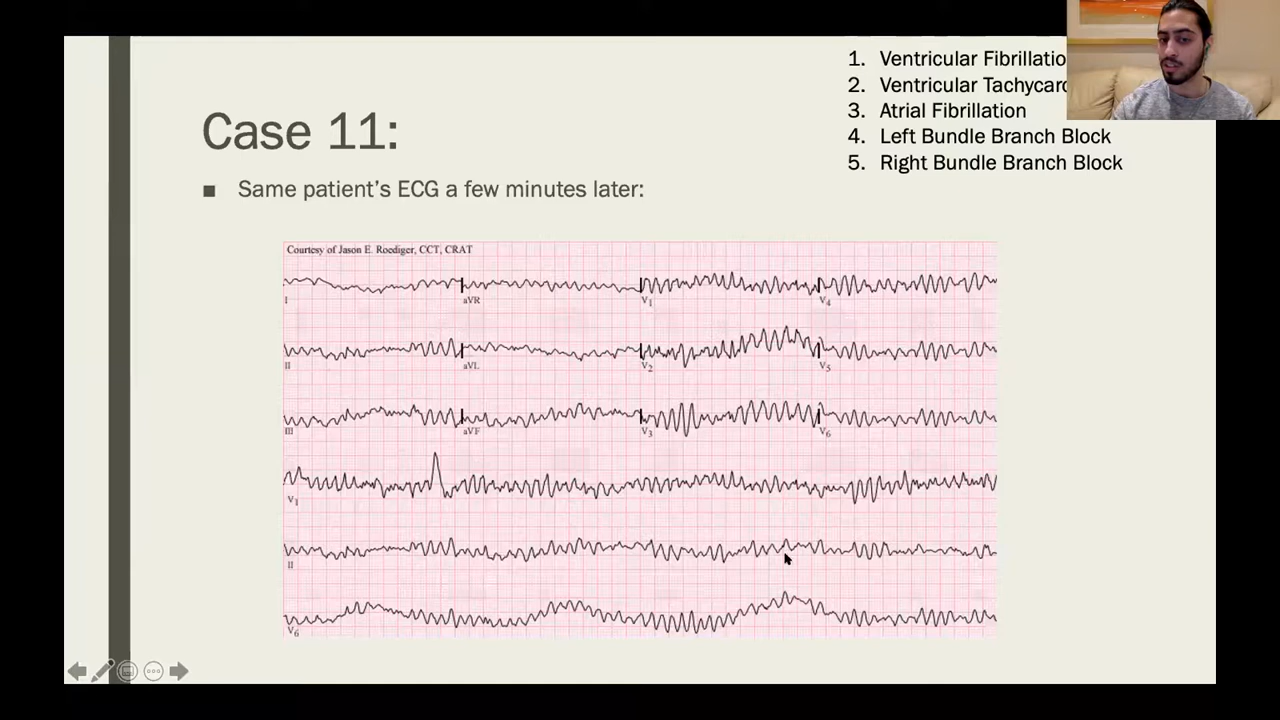 1. Ventricular Fibrillatio
2. Ventricular Tachycar
3. Atrial Fibrillation
4. Left Bundle Branch Block
5. Right Bundle Branch Block
Case 11:
Same patient's ECG a few minutes later:
Courtesy of Jason E. Roediger, CCT, CRAT
I aVR V1 V4
II aVL V2 V5
III aVF V3 V6
V1
II
V6